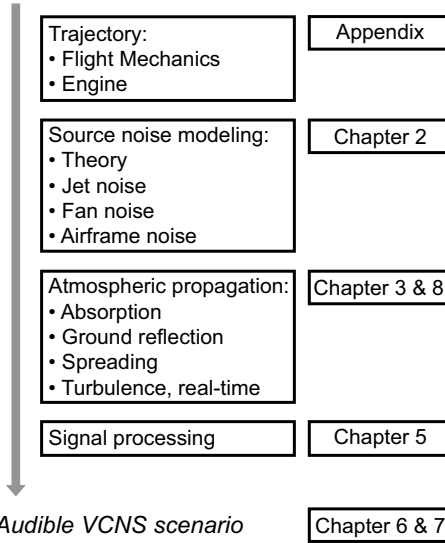 Trajectory:
• Flight Mechanics
• Engine
Appendix
Source noise modeling:
• Theory
• Jet noise
• Fan noise
• Airframe noise
Chapter 2
Atmospheric propagation:
• Absorption
• Ground reflection
• Spreading
• Turbulence, real-time
Chapter 3 & 8
Signal processing
Chapter 5
Audible VCNS scenario
Chapter 6 & 7